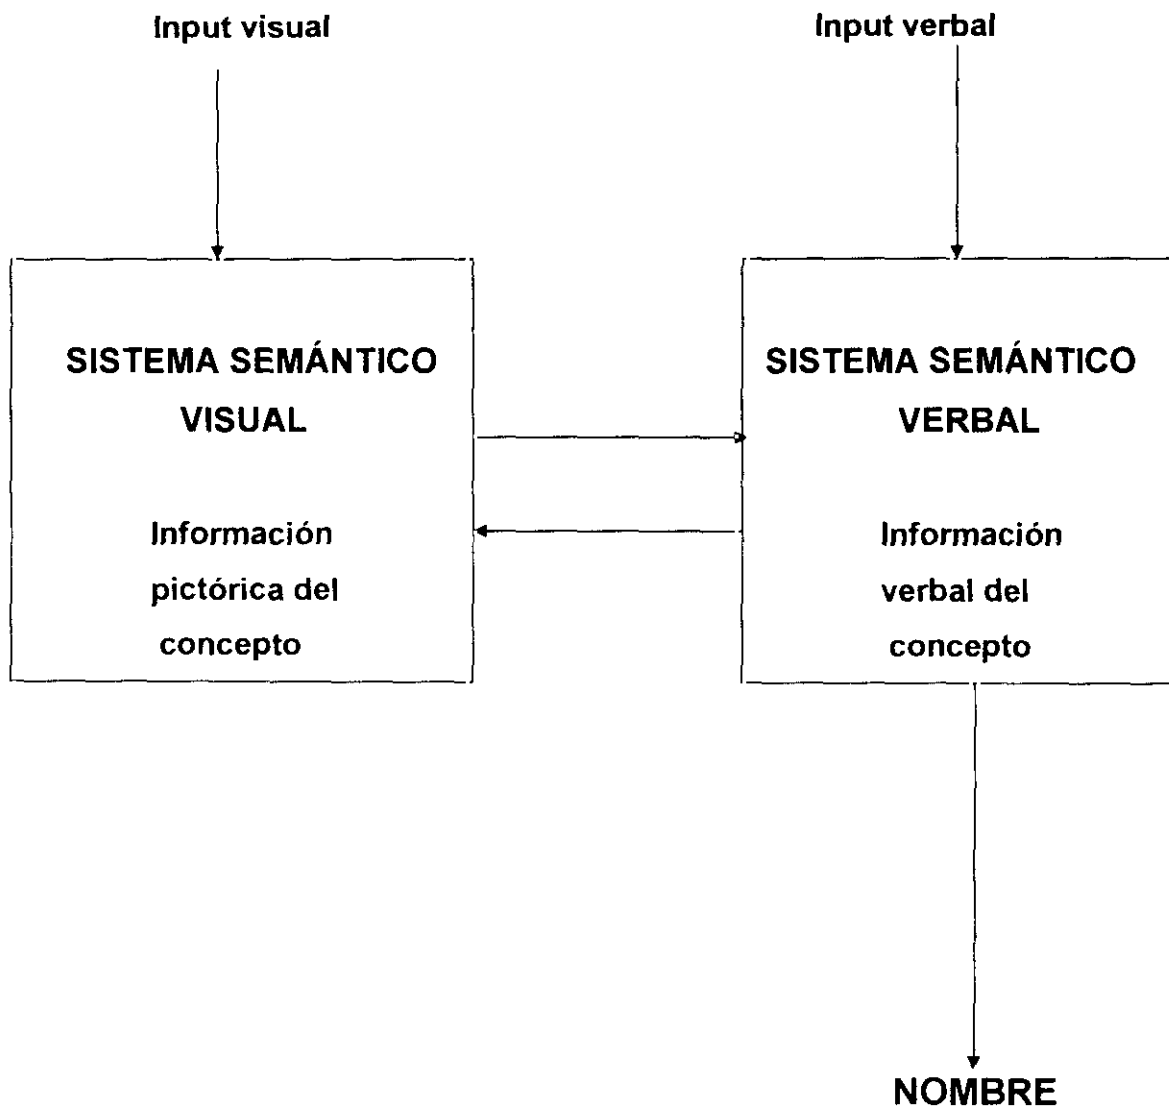 Input visual
Input verbal
SISTEMA SEMÁNTICO
VISUAL
Información
pictórica del
concepto
SISTEMA SEMÁNTICO
VERBAL
Información
verbal del
concepto
NOMBRE